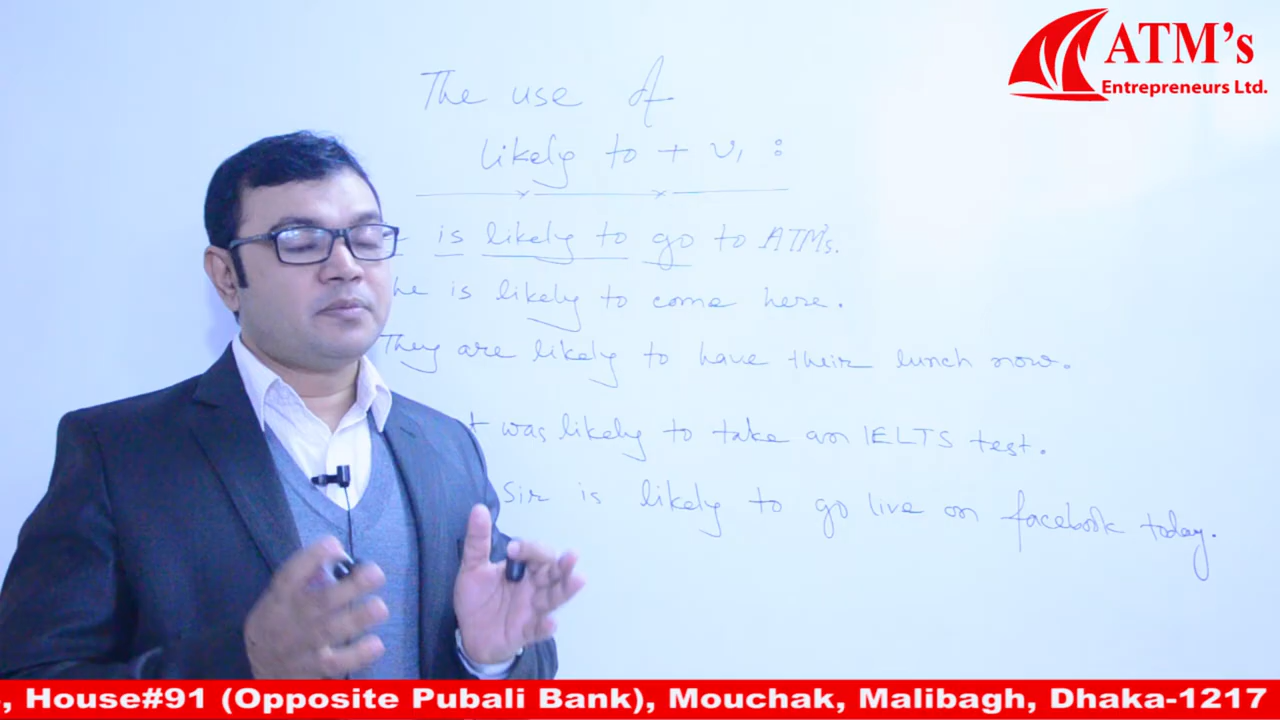 ATM's
Entrepreneurs Ltd.
The use of
likely to + V₁ :
is likely to go to ATM's.
he is likely to come here.
They are likely to have their lunch now.
was likely to take an IELTS test.
Sir is likely to go live on facebook today.
House#91 (Opposite Pubali Bank), Mouchak, Malibagh, Dhaka-1217